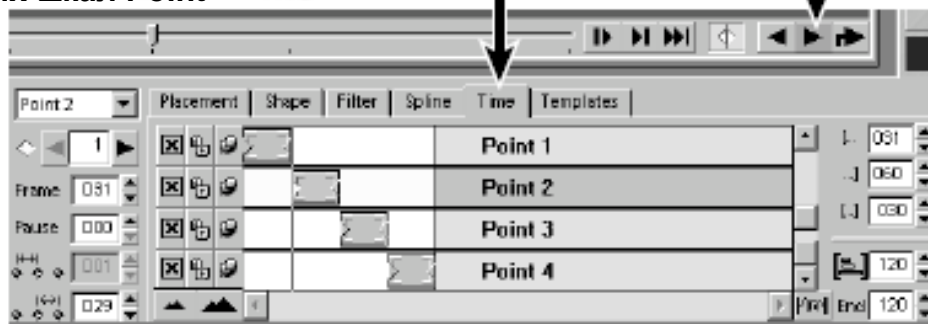 Point
Point 2 Placement Shape Filter Spline Time Templates
1 Point 1 031
Frame 031 Point 2 060
Pause 000 Point 3 030
001 Point 4 120
029 End 120